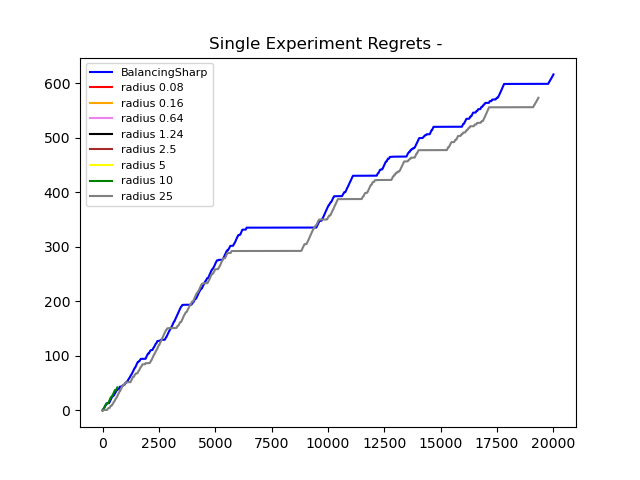 Single Experiment Regrets -
BalancingSharp
radius 0.08
radius 0.16
radius 0.64
radius 1.24
radius 2.5
radius 5
radius 10
radius 25
600
500
400
300
200
100
0
0 2500 5000 7500 10000 12500 15000 17500 20000